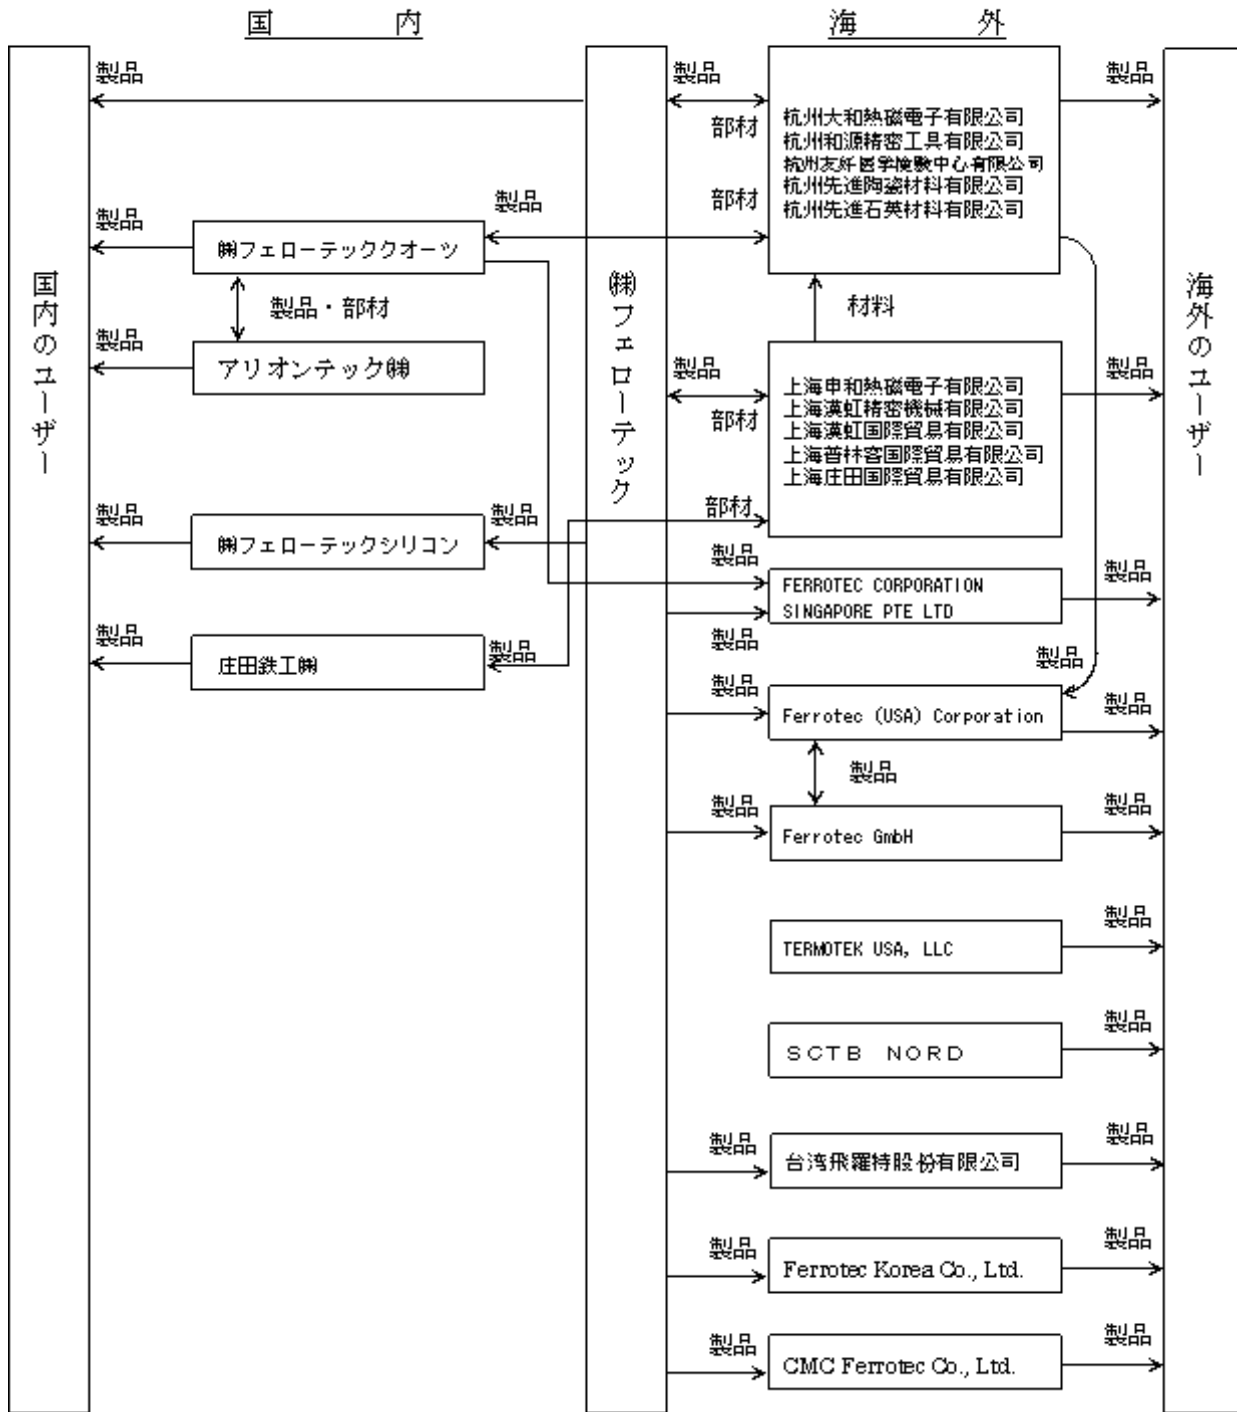 国内
海外
国内のユーザー
㈱フェローテック
海外のユーザー
製品
製品
部材
杭州大和熱磁電子有限公司
杭州和源精密工具有限公司
杭州友好医学検験中心有限公司
杭州先進陶瓷材料有限公司
杭州先進石英材料有限公司
製品
製品
㈱フェローテッククオーツ
製品
部材
製品・部材
材料
製品
アリオンテック㈱
製品
部材
上海申和熱磁電子有限公司
上海漢虹精密機械有限公司
上海漢虹国際貿易有限公司
上海普林客国際貿易有限公司
上海庄田国際貿易有限公司
製品
部材
製品
㈱フェローテックシリコン
製品
製品
FERROTEC CORPORATION
SINGAPORE PTE LTD
製品
製品
製品
庄田鉄工㈱
製品
製品
製品
Ferrotec (USA) Corporation
製品
製品
製品
Ferrotec GmbH
製品
TERMOTEK USA, LLC
製品
SCTB NORD
製品
製品
台湾飛羅特股份有限公司
製品
製品
Ferrotec Korea Co., Ltd.
製品
製品
CMC Ferrotec Co., Ltd.
製品